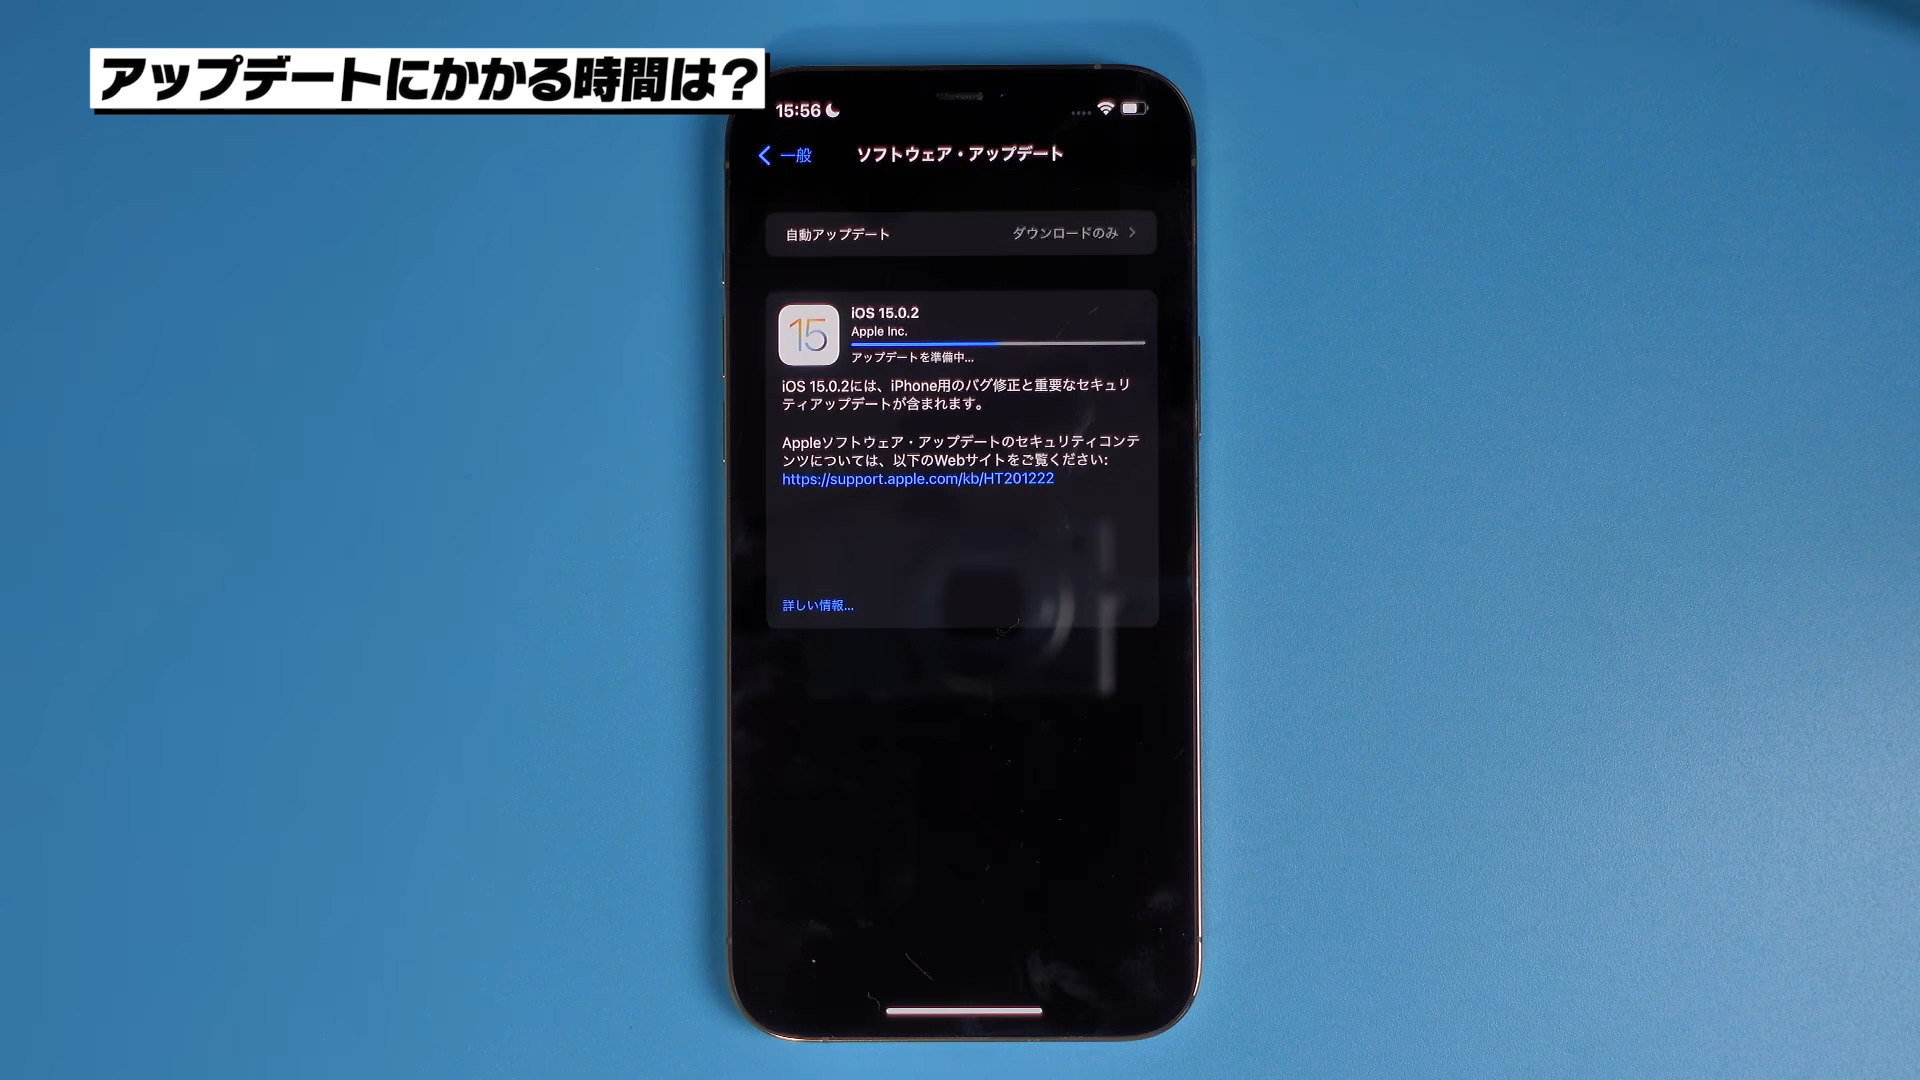 アップデートにかかる時間は？
15:56
一般
ソフトウェア・アップデート
自動アップデート
ダウンロードのみ
15
iOS 15.0.2
Apple Inc.
アップデートを準備中...
iOS 15.0.2には、iPhone用のバグ修正と重要なセキュリ
ティアップデートが含まれます。
Appleソフトウェア・アップデートのセキュリティコンテ
ンツについては、以下のWebサイトをご覧ください:
https://support.apple.com/kb/HT201222
詳しい情報...